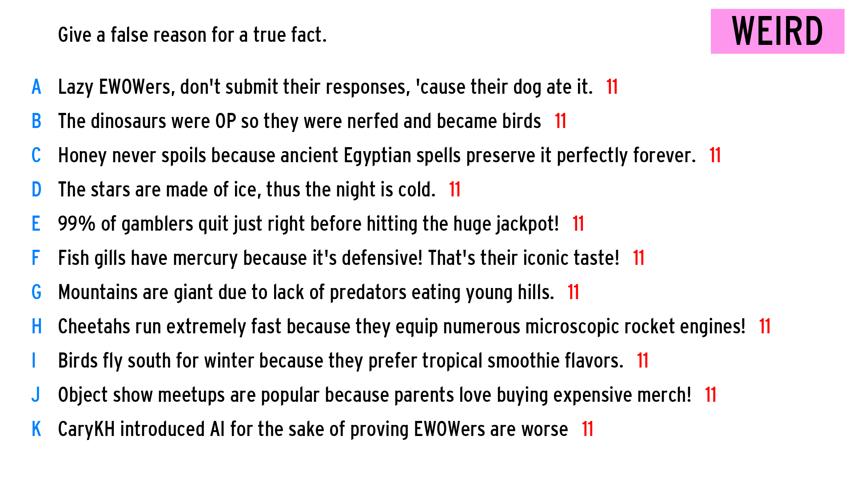 Give a false reason for a true fact.
WEIRD
A Lazy EWOWers, don't submit their responses, 'cause their dog ate it. 11
B The dinosaurs were OP so they were nerfed and became birds 11
C Honey never spoils because ancient Egyptian spells preserve it perfectly forever. 11
D The stars are made of ice, thus the night is cold. 11
E 99% of gamblers quit just right before hitting the huge jackpot! 11
F Fish gills have mercury because it's defensive! That's their iconic taste! 11
G Mountains are giant due to lack of predators eating young hills. 11
H Cheetahs run extremely fast because they equip numerous microscopic rocket engines! 11
I Birds fly south for winter because they prefer tropical smoothie flavors. 11
J Object show meetups are popular because parents love buying expensive merch! 11
K CaryKH introduced AI for the sake of proving EWOWers are worse 11